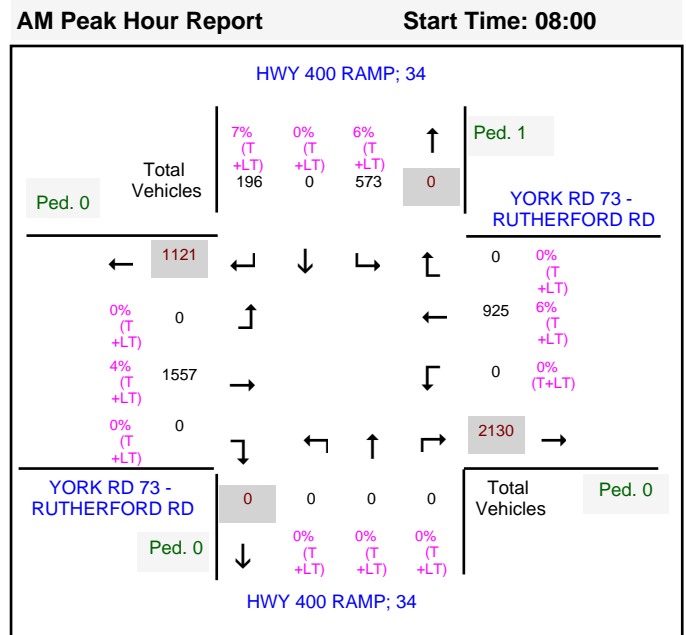 AM Peak Hour Report Start Time: 08:00
HWY 400 RAMP; 34
7% 0% 6%
(T (T (T
+LT) +LT) +LT)
Ped. 1
Total
Vehicles
196 0 573 0
Ped. 0
YORK RD 73 -
RUTHERFORD RD
1121
0 0%
(T
+LT)
0%
(T
+LT)
0
925 6%
(T
+LT)
4%
(T
+LT)
1557
0 0%
(T+LT)
0%
(T
+LT)
0
2130
YORK RD 73 -
RUTHERFORD RD
0 0 0 0
Total
Vehicles
Ped. 0
Ped. 0
0% 0% 0%
(T (T (T
+LT) +LT) +LT)
HWY 400 RAMP; 34